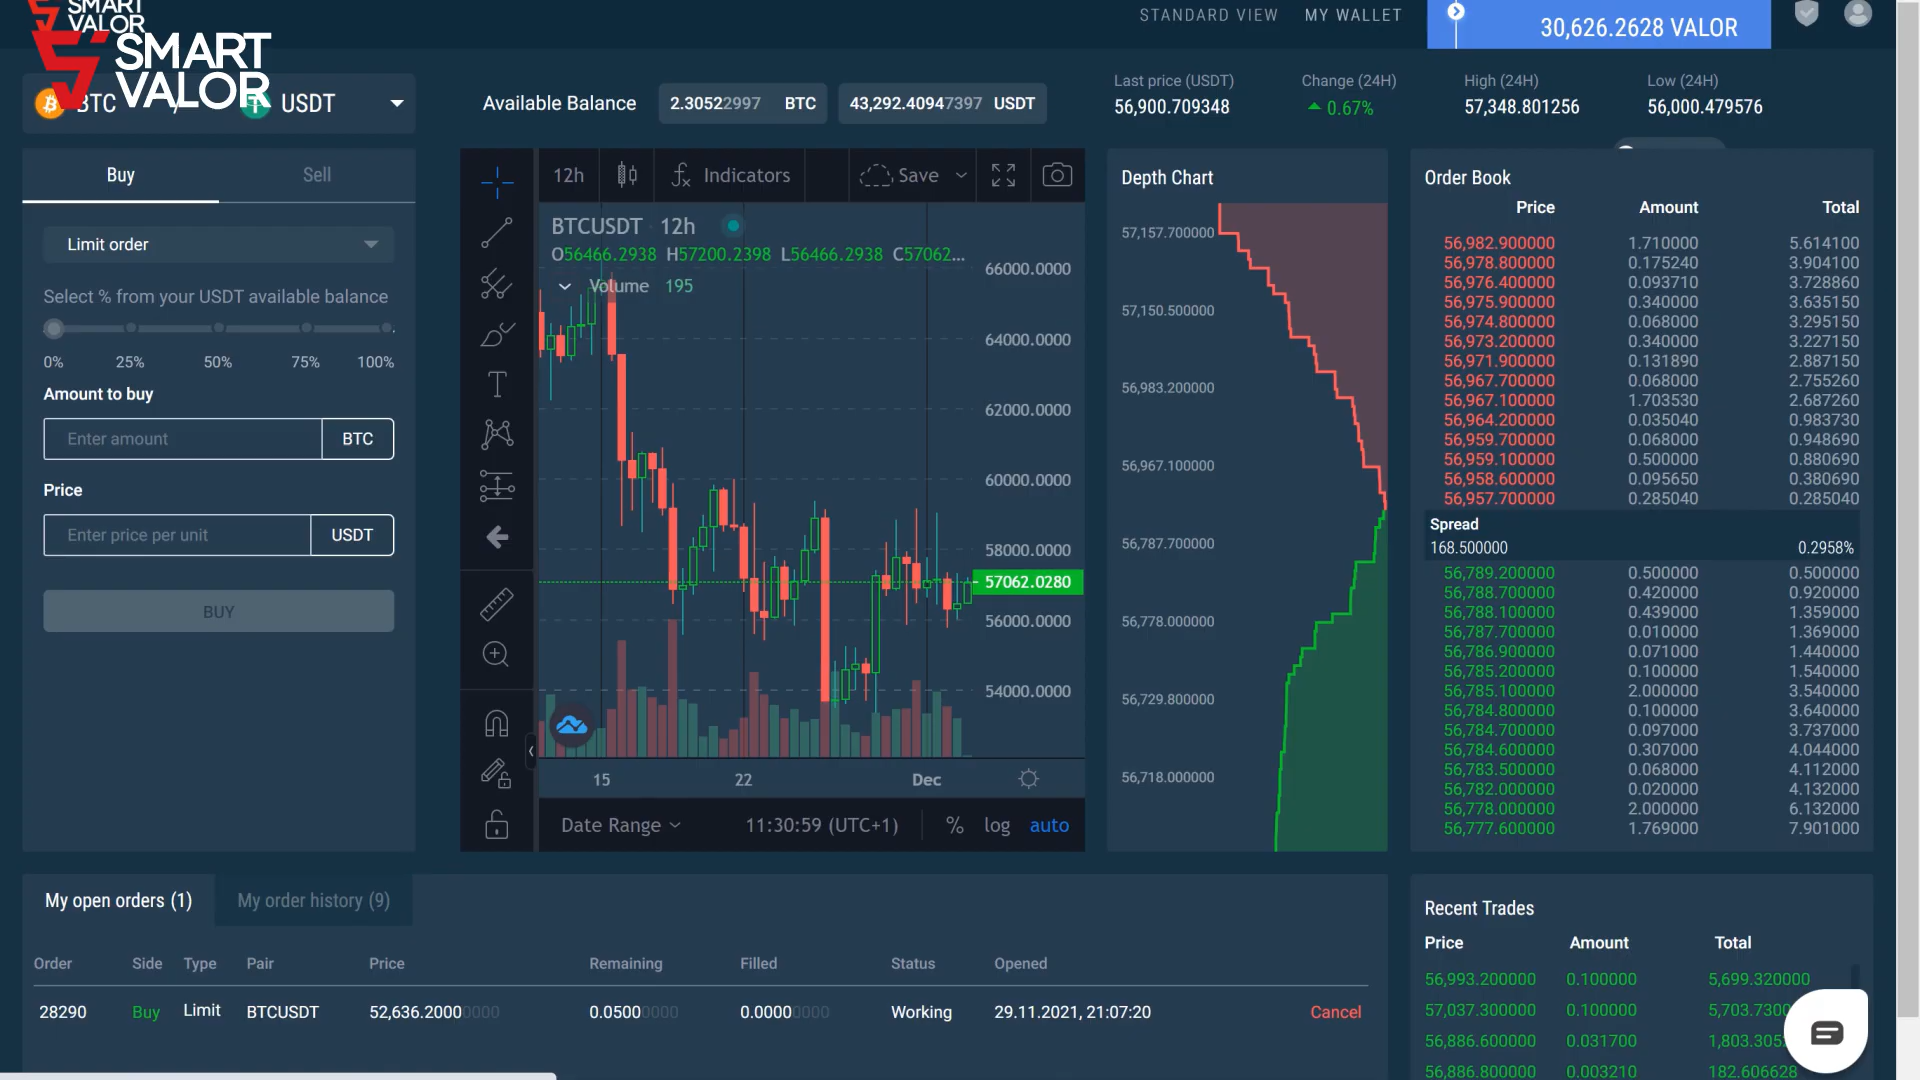 SMART
VALOR
STANDARD VIEW
MY WALLET
30,626.2628 VALOR
SMART
VALOR
BTC / USDT
Available Balance
2.30522997 BTC
43,292.40947397 USDT
Last price (USDT)
56,900.709348
Change (24H)
0.67%
High (24H)
57,348.801256
Low (24H)
56,000.479576
Buy
Sell
Limit order
Select % from your USDT available balance
0% 25% 50% 75% 100%
Amount to buy
Enter amount BTC
Price
Enter price per unit USDT
BUY
12h
Indicators
Save
BTCUSDT 12h
O56466.2938 H57200.2398 L56466.2938 C57062...
Volume 195
66000.0000
64000.0000
62000.0000
60000.0000
58000.0000
57062.0280
56000.0000
54000.0000
15 22 Dec
Date Range 11:30:59 (UTC+1) % log auto
Depth Chart
57,157.700000
57,150.500000
56,983.200000
56,967.100000
56,787.700000
56,778.000000
56,729.800000
56,718.000000
Order Book
Price Amount Total
56,982.900000 1.710000 5.614100
56,978.800000 0.175240 3.904100
56,976.400000 0.093710 3.728860
56,975.900000 0.340000 3.635150
56,974.800000 0.068000 3.295150
56,973.200000 0.340000 3.227150
56,971.900000 0.131890 2.887150
56,967.700000 0.068000 2.755260
56,967.100000 1.703530 2.687260
56,964.200000 0.035040 0.983730
56,959.700000 0.068000 0.948690
56,959.100000 0.500000 0.880690
56,958.600000 0.095650 0.380690
56,957.700000 0.285040 0.285040
Spread
168.500000 0.2958%
56,789.200000 0.500000 0.500000
56,788.700000 0.420000 0.920000
56,788.100000 0.439000 1.359000
56,787.700000 0.010000 1.369000
56,786.900000 0.071000 1.440000
56,785.200000 0.100000 1.540000
56,785.100000 2.000000 3.540000
56,784.800000 0.100000 3.640000
56,784.700000 0.097000 3.737000
56,784.600000 0.307000 4.044000
56,783.500000 0.068000 4.112000
56,782.000000 0.020000 4.132000
56,778.000000 2.000000 6.132000
56,777.600000 1.769000 7.901000
My open orders (1)
My order history (9)
Order Side Type Pair Price Remaining Filled Status Opened
28290 Buy Limit BTCUSDT 52,636.20000000 0.05000000 0.00000000 Working 29.11.2021, 21:07:20 Cancel
Recent Trades
Price Amount Total
56,993.200000 0.100000 5,699.320000
57,037.300000 0.100000 5,703.7300
56,886.600000 0.031700 1,803.305
56,886.800000 0.003210 182.606628